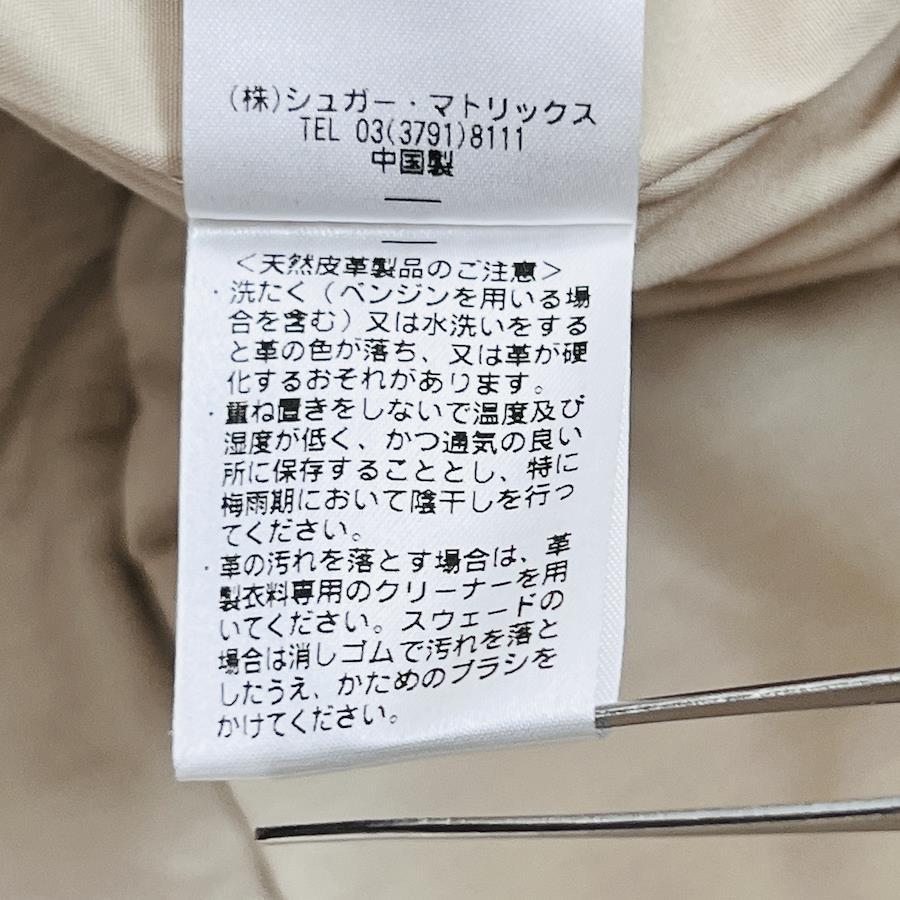 (株)シュガー・マトリックス
TEL 03(3791)8111
中国製
<天然皮革製品のご注意>
・洗たく(ベンジンを用いる場
合を含む)又は水洗いをする
と革の色が落ち、又は革が硬
化するおそれがあります。
・重ね置きをしないで温度及び
湿度が低く、かつ通気の良い
所に保存することとし、特に
梅雨期において陰干しを行っ
てください。
・革の汚れを落とす場合は、革
製衣料専用のクリーナーを用
いてください。スウェードの
場合は消しゴムで汚れを落と
したうえ、かためのブラシを
かけてください。